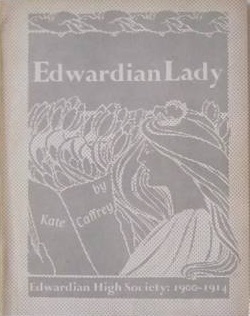 Edwardian Lady
by
Kate Caffrey
Edwardian High Society: 1900-1914